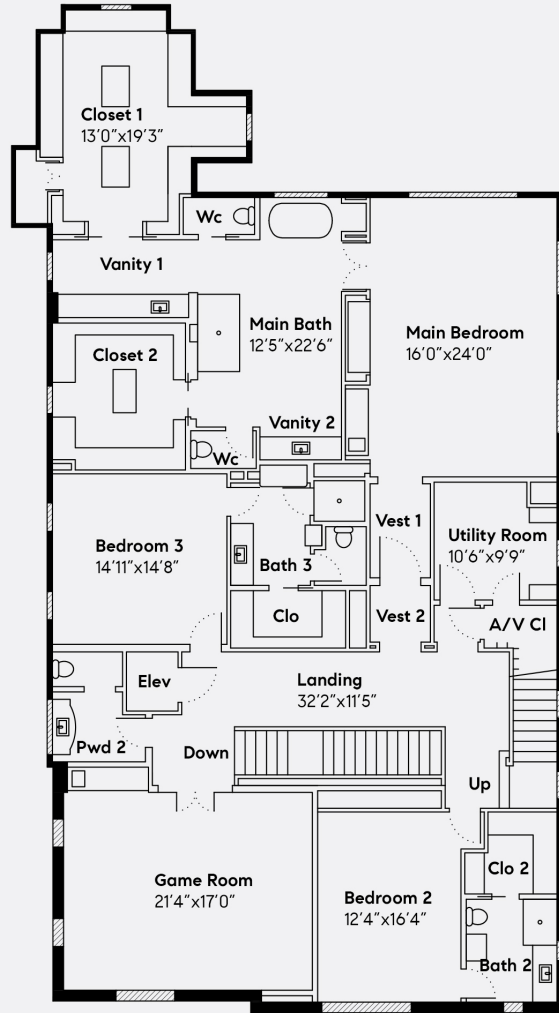 Closet 1
13'0"x19'3"
Wc
Vanity 1
Main Bath
12'5"x22'6"
Main Bedroom
16'0"x24'0"
Closet 2
Vanity 2
Wc
Vest 1
Utility Room
10'6"x9'9"
Bedroom 3
14'11"x14'8"
Bath 3
Clo
Vest 2
A/V Cl
Elev
Landing
32'2"x11'5"
Pwd 2
Down
Up
Game Room
21'4"x17'0"
Bedroom 2
12'4"x16'4"
Clo 2
Bath 2